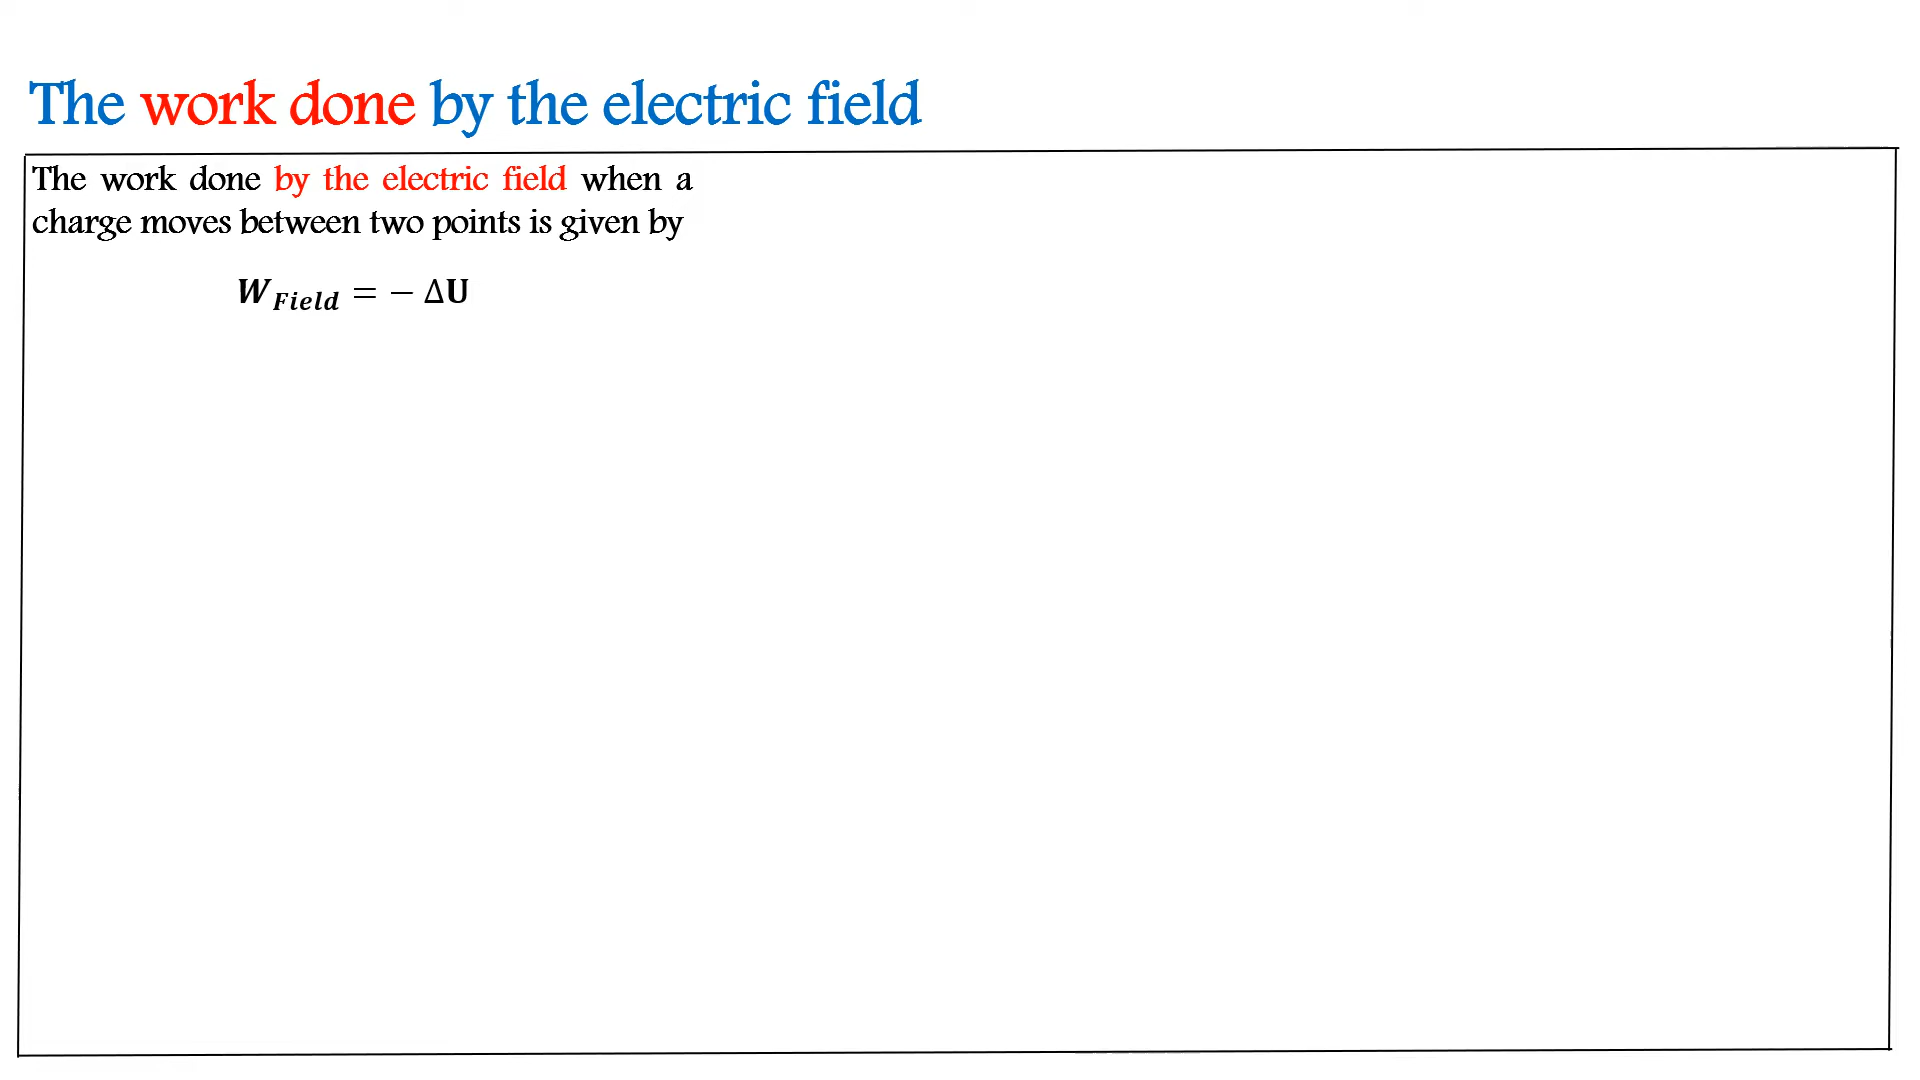 The work done by the electric field
The work done by the electric field when a
charge moves between two points is given by
W_Field = − ΔU